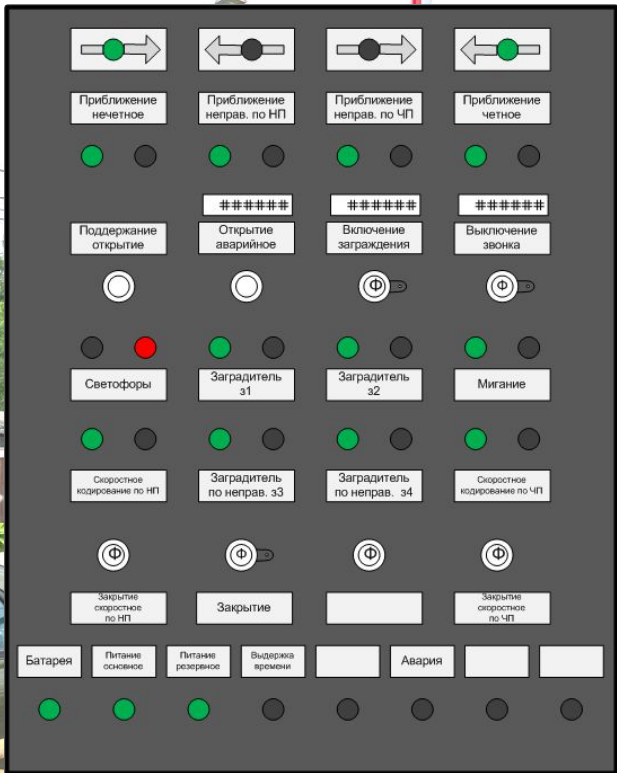 Приближение
нечетное
Приближение
неправ. по НП
Приближение
неправ. по ЧП
Приближение
четное
######
######
######
Поддержание
открытие
Открытие
аварийное
Включение
заграждения
Выключение
звонка
Ф
Ф
Светофоры
Заградитель
з1
Заградитель
з2
Мигание
Скоростное
кодирование по НП
Заградитель
по неправ. з3
Заградитель
по неправ. з4
Скоростное
кодирование по ЧП
Ф
Ф
Ф
Ф
Закрытие
скоростное
по НП
Закрытие
Закрытие
скоростное
по ЧП
Батарея
Питание
основное
Питание
резервное
Выдержка
времени
Авария